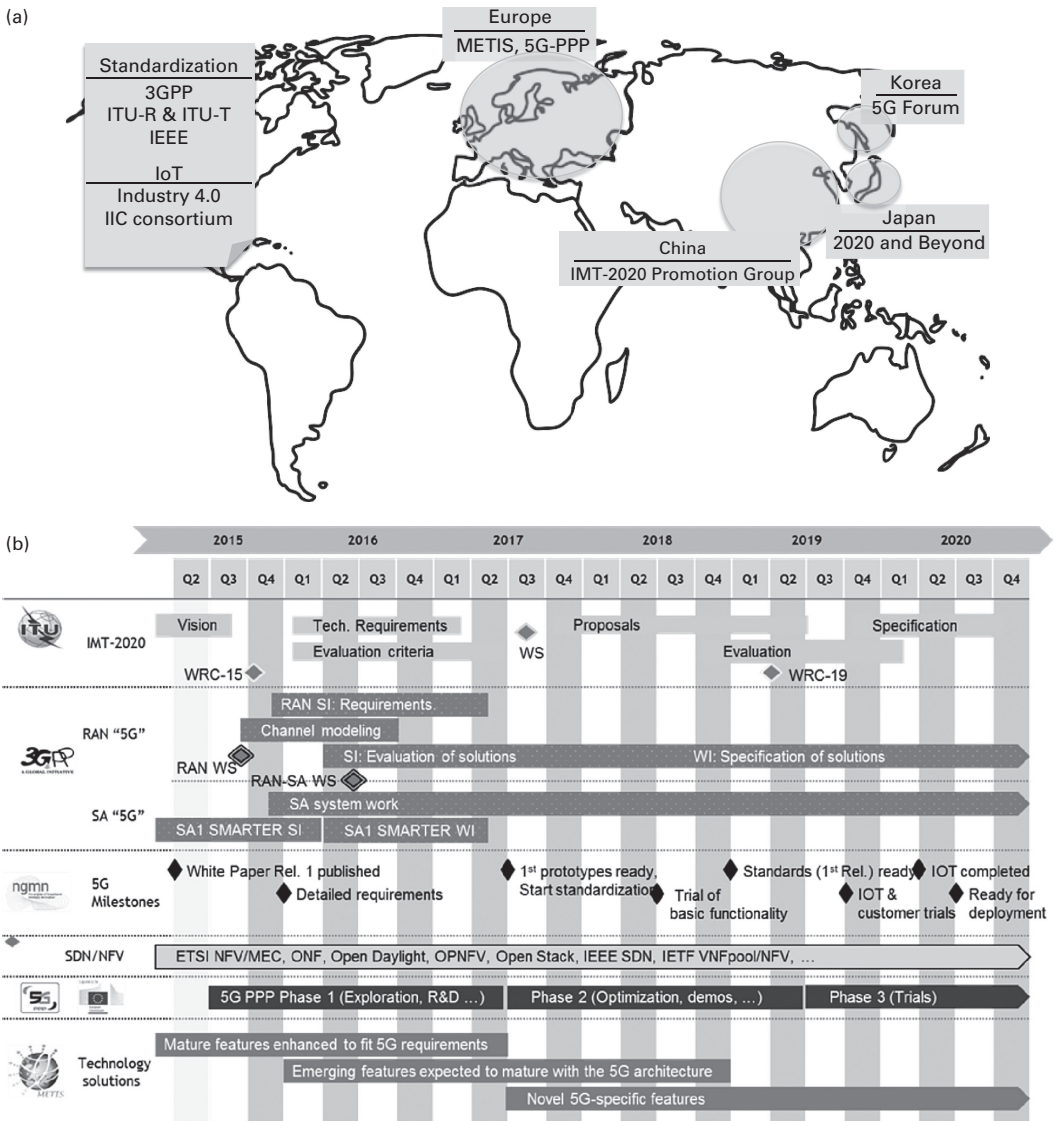 (a)
Europe
METIS, 5G-PPP
Standardization
3GPP
ITU-R & ITU-T
IEEE
IoT
Industry 4.0
IIC consortium
Korea
5G Forum
Japan
2020 and Beyond
China
IMT-2020 Promotion Group
(b)
2015 2016 2017 2018 2019 2020
Q2 Q3 Q4 Q1 Q2 Q3 Q4 Q1 Q2 Q3 Q4 Q1 Q2 Q3 Q4 Q1 Q2 Q3 Q4 Q1 Q2 Q3 Q4
ITU
IMT-2020
Vision Tech. Requirements Proposals Specification
Evaluation criteria WS Evaluation
WRC-15 WRC-19
3GPP
A GLOBAL INITIATIVE
RAN “5G”
RAN SI: Requirements.
Channel modeling
SI: Evaluation of solutions WI: Specification of solutions
RAN WS
RAN-SA WS
SA “5G”
SA system work
SA1 SMARTER SI SA1 SMARTER WI
ngmn
5G
Milestones
White Paper Rel. 1 published
Detailed requirements
1st prototypes ready,
Start standardization
Trial of
basic functionality
Standards (1st Rel.) ready
IOT &
customer trials
IOT completed
Ready for
deployment
SDN/NFV
ETSI NFV/MEC, ONF, Open Daylight, OPNFV, Open Stack, IEEE SDN, IETF VNFpool/NFV, ...
5G
PPP
5G PPP Phase 1 (Exploration, R&D ...) Phase 2 (Optimization, demos, ...) Phase 3 (Trials)
METIS
Technology
solutions
Mature features enhanced to fit 5G requirements
Emerging features expected to mature with the 5G architecture
Novel 5G-specific features